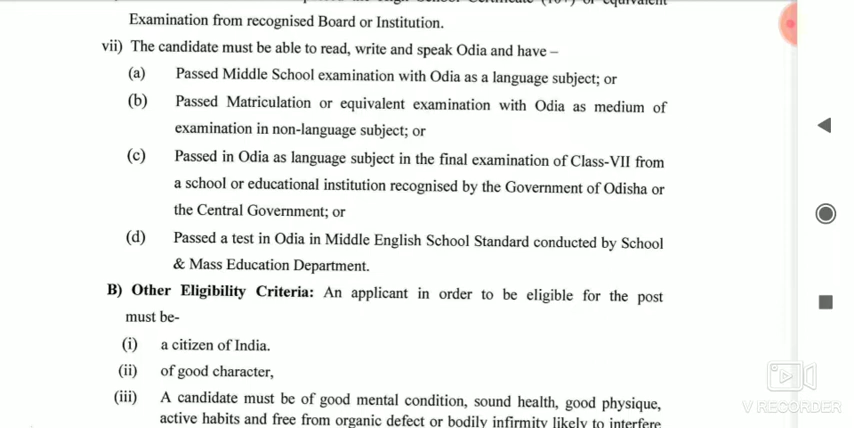 Examination from recognised Board or Institution.
vii) The candidate must be able to read, write and speak Odia and have –
(a) Passed Middle School examination with Odia as a language subject; or
(b) Passed Matriculation or equivalent examination with Odia as medium of
examination in non-language subject; or
(c) Passed in Odia as language subject in the final examination of Class-VII from
a school or educational institution recognised by the Government of Odisha or
the Central Government; or
(d) Passed a test in Odia in Middle English School Standard conducted by School
& Mass Education Department.
B) Other Eligibility Criteria: An applicant in order to be eligible for the post
must be-
(i) a citizen of India.
(ii) of good character,
(iii) A candidate must be of good mental condition, sound health, good physique,
active habits and free from organic defect or bodily infirmity likely to interfere
V RECORDER